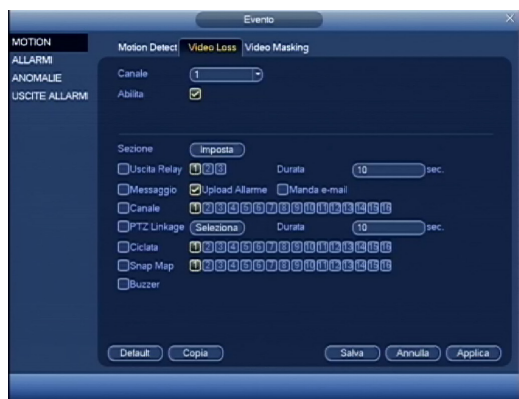 Evento
MOTION
ALLARMI
ANOMALIE
USCITE ALLARMI
Motion Detect Video Loss Video Masking
Canale 1
Abilita
Sezione Imposta
Uscita Relay 1 2 3 Durata 10 sec.
Messaggio Upload Allarme Manda e-mail
Canale 1 2 3 4 5 6 7 8 9 10 11 12 13 14 15 16
PTZ Linkage Seleziona Durata 10 sec.
Ciclata 1 2 3 4 5 6 7 8 9 10 11 12 13 14 15 16
Snap Map 1 2 3 4 5 6 7 8 9 10 11 12 13 14 15 16
Buzzer
Default Copia Salva Annulla Applica